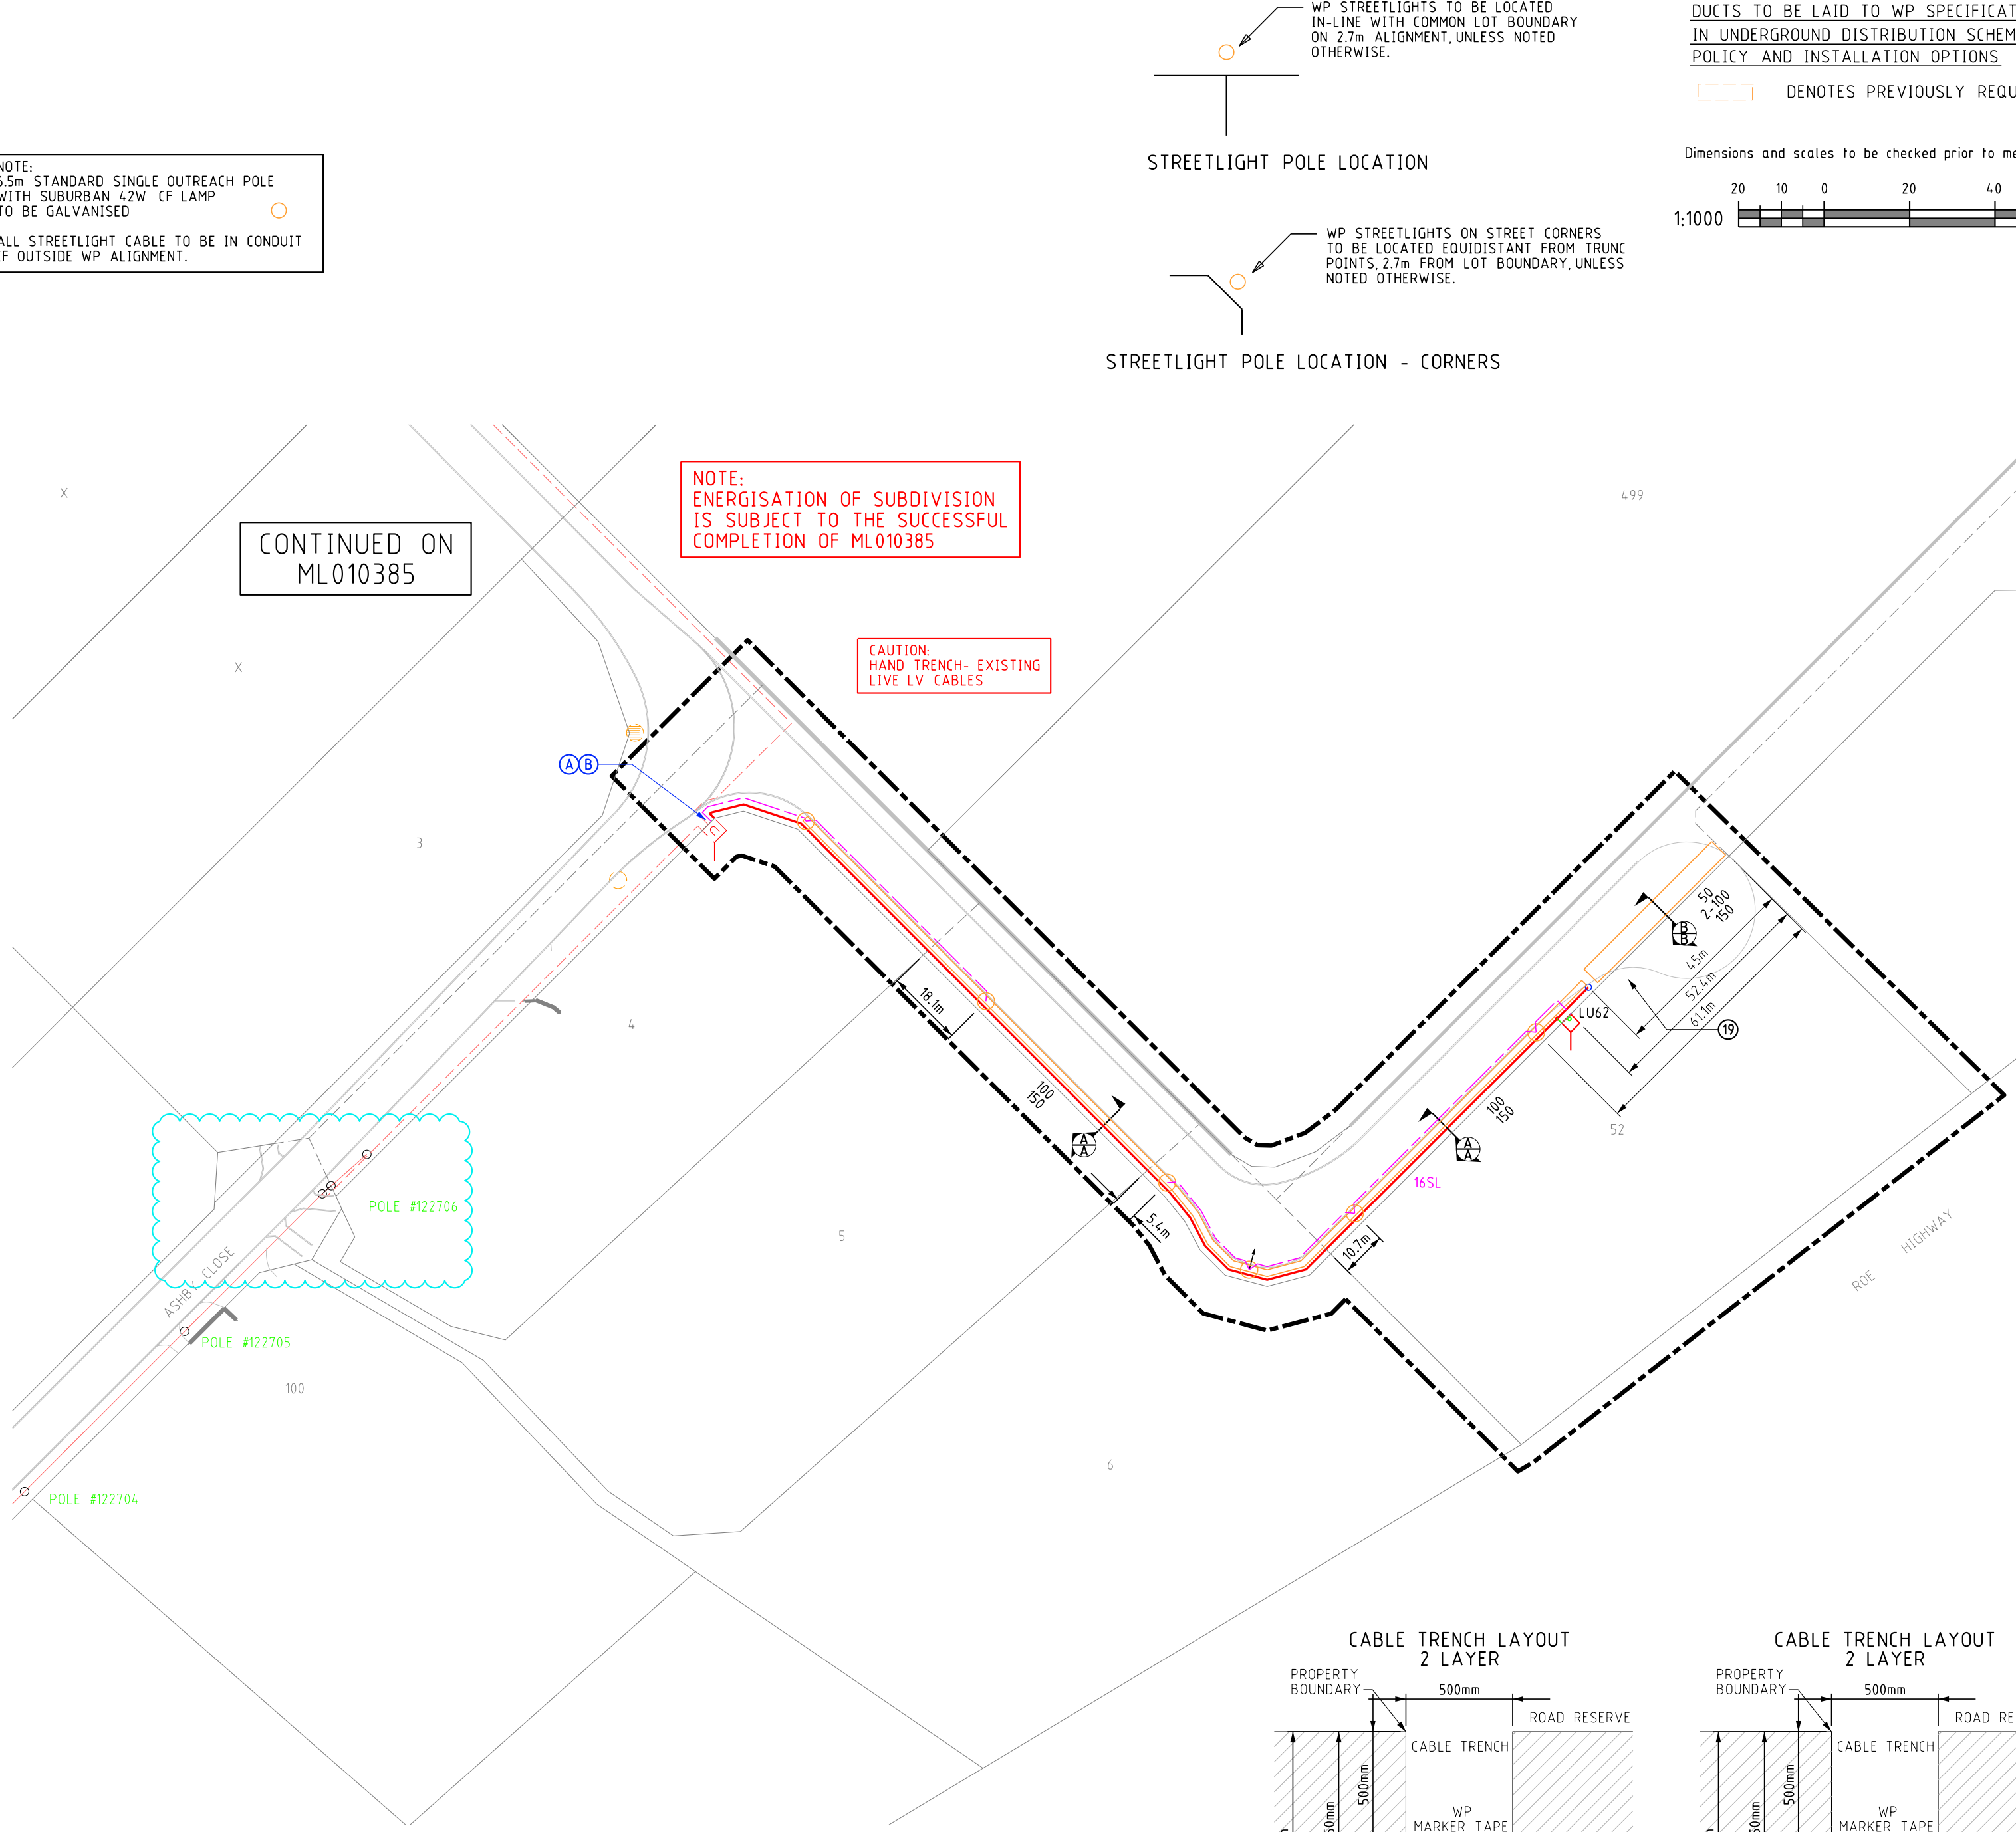 WP STREETLIGHTS TO BE LOCATED
IN-LINE WITH COMMON LOT BOUNDARY
ON 2.7m ALIGNMENT, UNLESS NOTED
OTHERWISE.
STREETLIGHT POLE LOCATION
DUCTS TO BE LAID TO WP
IN UNDERGROUND DISTRIBUTION
POLICY AND INSTALLATION OPTIONS
DENOTES PREVIOUSLY
Dimensions and scales to be checked prior to
20 10 0 20 40
1:1000
NOTE:
6.5m STANDARD SINGLE OUTREACH POLE
WITH SUBURBAN 42W CF LAMP
TO BE GALVANISED
ALL STREETLIGHT CABLE TO BE IN CONDUIT
IF OUTSIDE WP ALIGNMENT.
WP STREETLIGHTS ON STREET CORNERS
TO BE LOCATED EQUIDISTANT FROM TRUNC
POINTS, 2.7m FROM LOT BOUNDARY, UNLESS
NOTED OTHERWISE.
STREETLIGHT POLE LOCATION - CORNERS
X
CONTINUED ON
ML010385
NOTE:
ENERGISATION OF SUBDIVISION
IS SUBJECT TO THE SUCCESSFUL
COMPLETION OF ML010385
499
X
CAUTION:
HAND TRENCH- EXISTING
LIVE LV CABLES
A B
3
U
50
2-100
150
B
B
45m
52.4m
61.1m
LU62
19
18.1m
4
100
150
A
A
100
150
A
A
52
16SL
5.4m
10.7m
POLE #122706
5
ASHBY CLOSE
HIGHWAY
ROE
POLE #122705
100
6
POLE #122704
CABLE TRENCH LAYOUT
2 LAYER
PROPERTY
BOUNDARY
500mm
ROAD RESERVE
CABLE TRENCH
500mm
WP
MARKER TAPE
CABLE TRENCH LAYOUT
2 LAYER
PROPERTY
BOUNDARY
500mm
ROAD
CABLE TRENCH
500mm
WP
MARKER TAPE